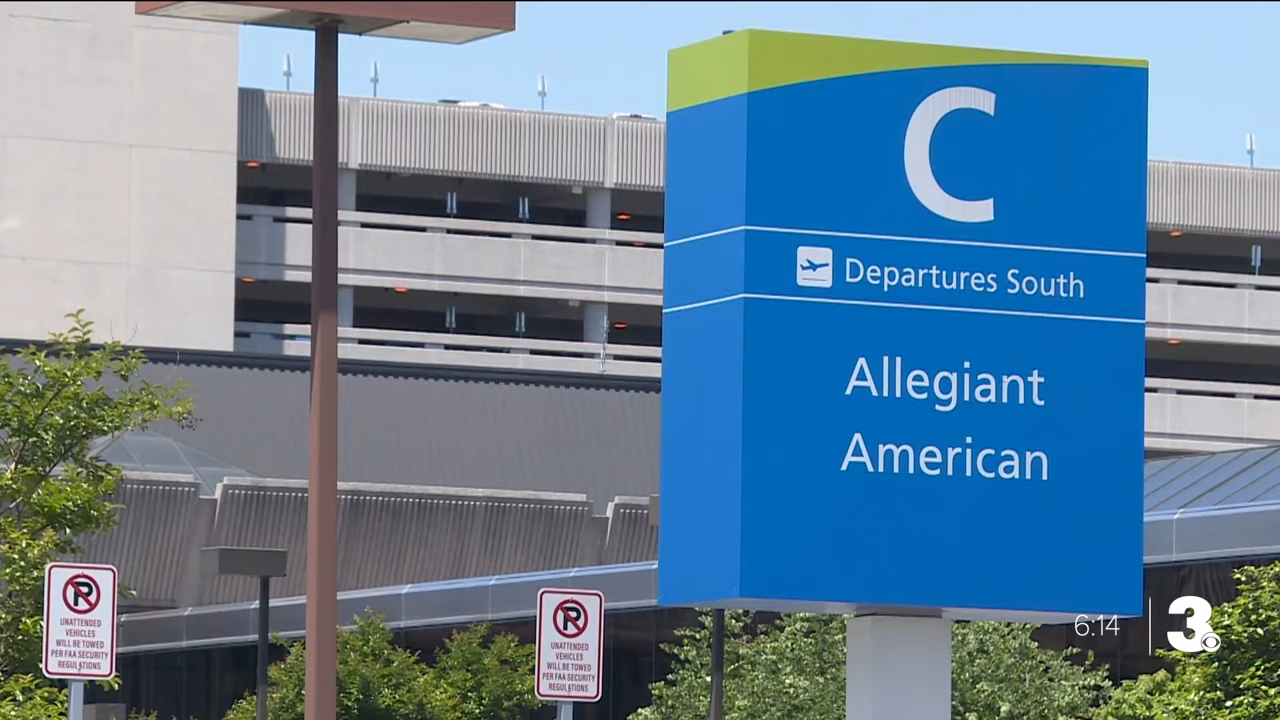 C
Departures South
Allegiant
American
P
UNATTENDED
VEHICLES
WILL BE TOWED
PER FAA SECURITY
REGULATIONS
P
UNATTENDED
VEHICLES
WILL BE TOWED
PER FAA SECURITY
REGULATIONS
6:14
3